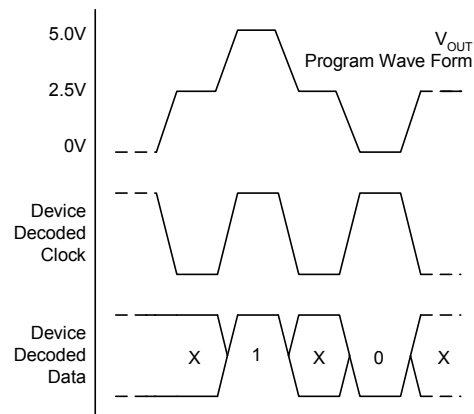 5.0V
V_OUT
Program Wave Form
2.5V
0V
Device
Decoded
Clock
Device
Decoded
Data
X 1 X 0 X